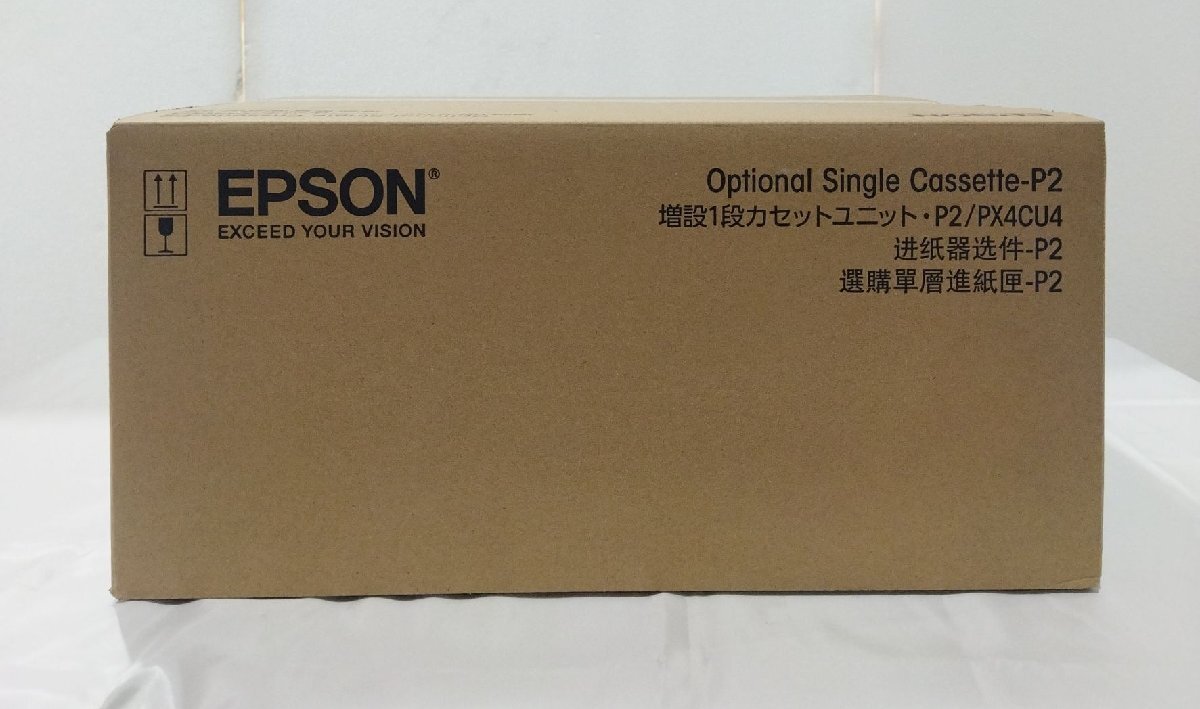 EPSON®
EXCEED YOUR VISION
Optional Single Cassette-P2
増設1段カセットユニット・P2/PX4CU4
进纸器选件-P2
選購單層進紙匣-P2